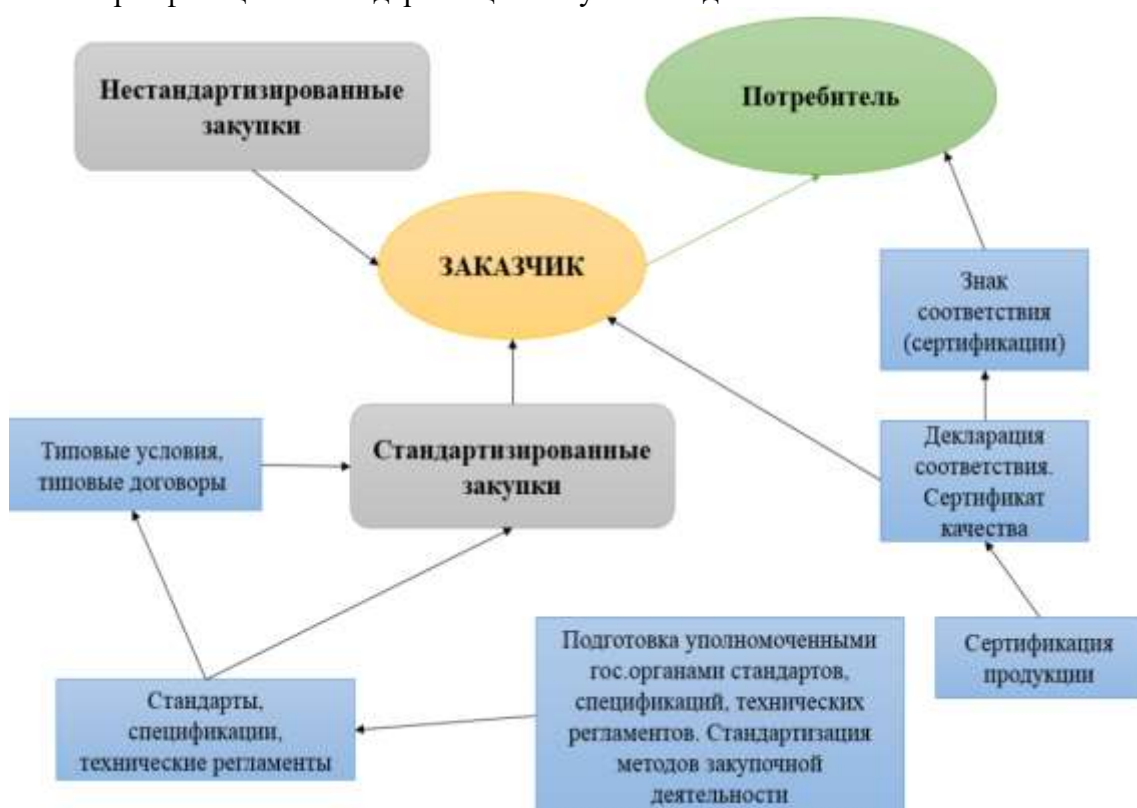 Нестандартизированные
закупки
Потребитель
ЗАКАЗЧИК
Знак
соответствия
(сертификации)
Типовые условия,
типовые договоры
Стандартизированные
закупки
Декларация
соответствия.
Сертификат
качества
Подготовка уполномоченными
гос.органами стандартов,
спецификаций, технических
регламентов. Стандартизация
методов закупочной
деятельности
Сертификация
продукции
Стандарты,
спецификации,
технические регламенты